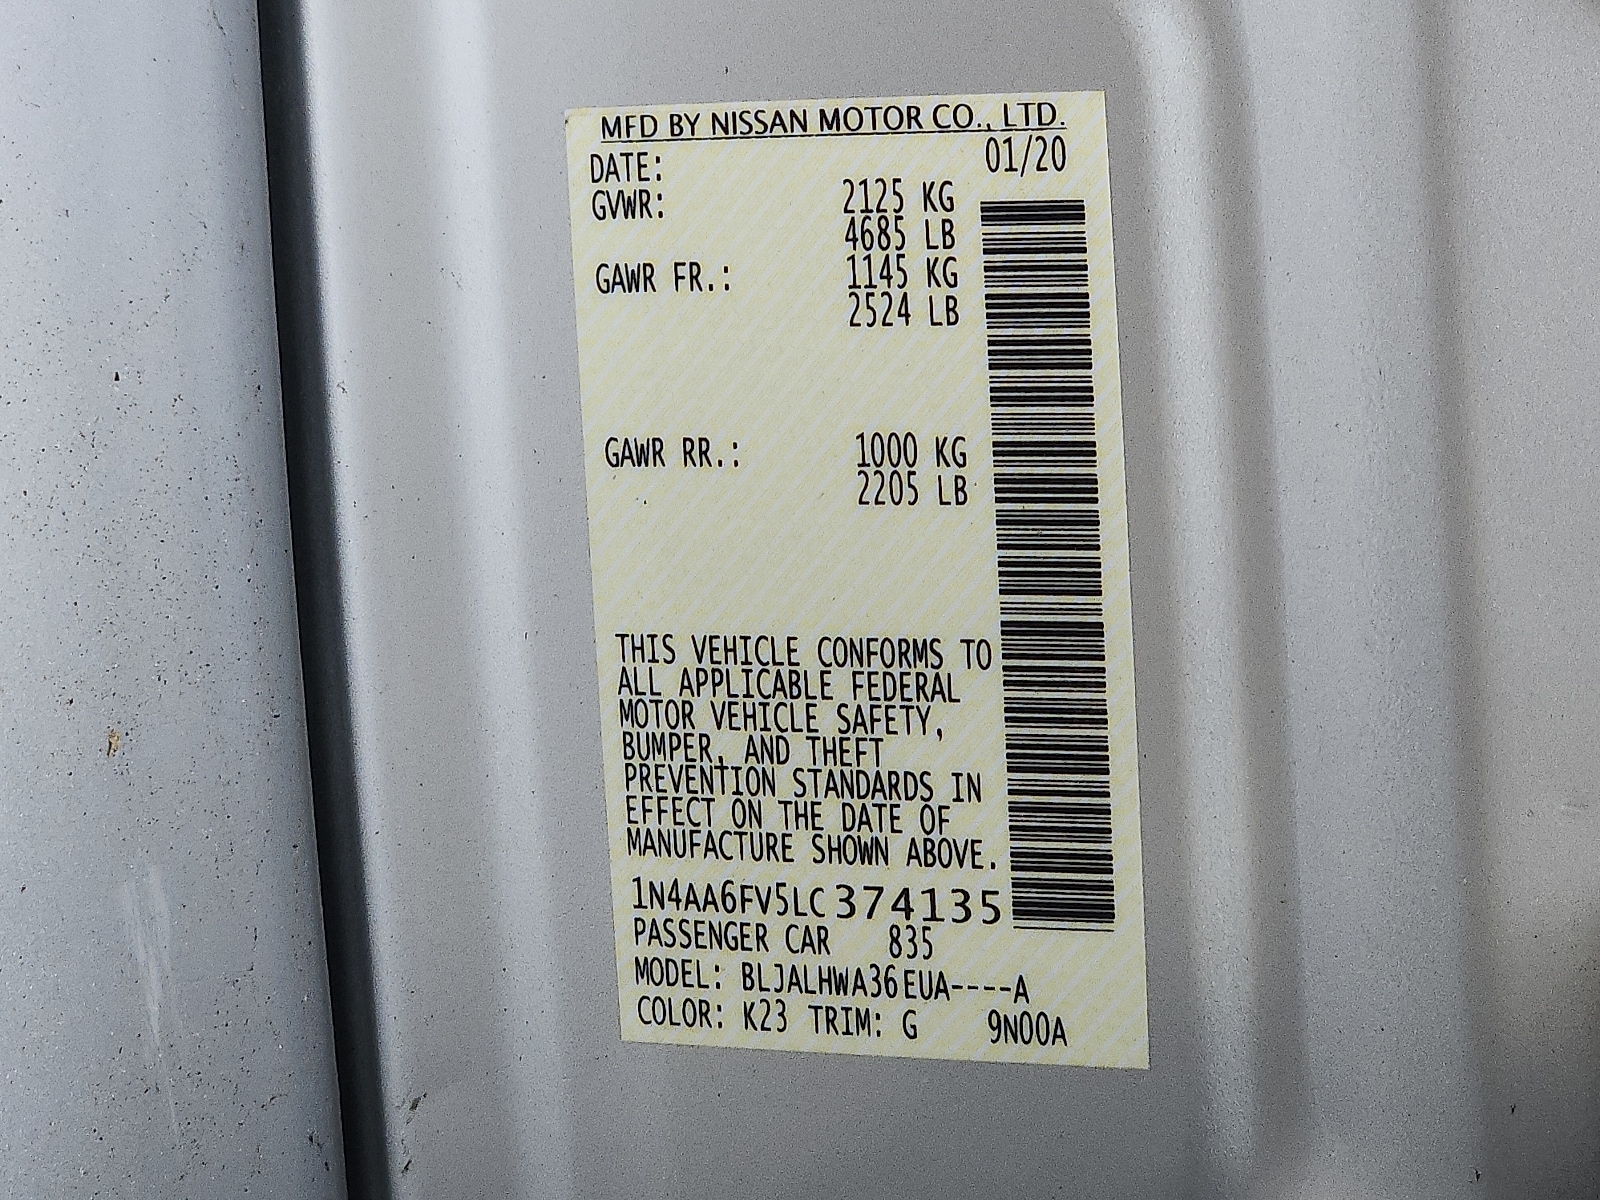 MFD BY NISSAN MOTOR CO., LTD.
DATE: 01/20
GVWR: 2125 KG
4685 LB
GAWR FR.: 1145 KG
2524 LB
GAWR RR.: 1000 KG
2205 LB
THIS VEHICLE CONFORMS TO
ALL APPLICABLE FEDERAL
MOTOR VEHICLE SAFETY,
BUMPER, AND THEFT
PREVENTION STANDARDS IN
EFFECT ON THE DATE OF
MANUFACTURE SHOWN ABOVE.
1N4AA6FV5LC374135
PASSENGER CAR 835
MODEL: BLJALHWA36EUA----A
COLOR: K23 TRIM: G 9N00A